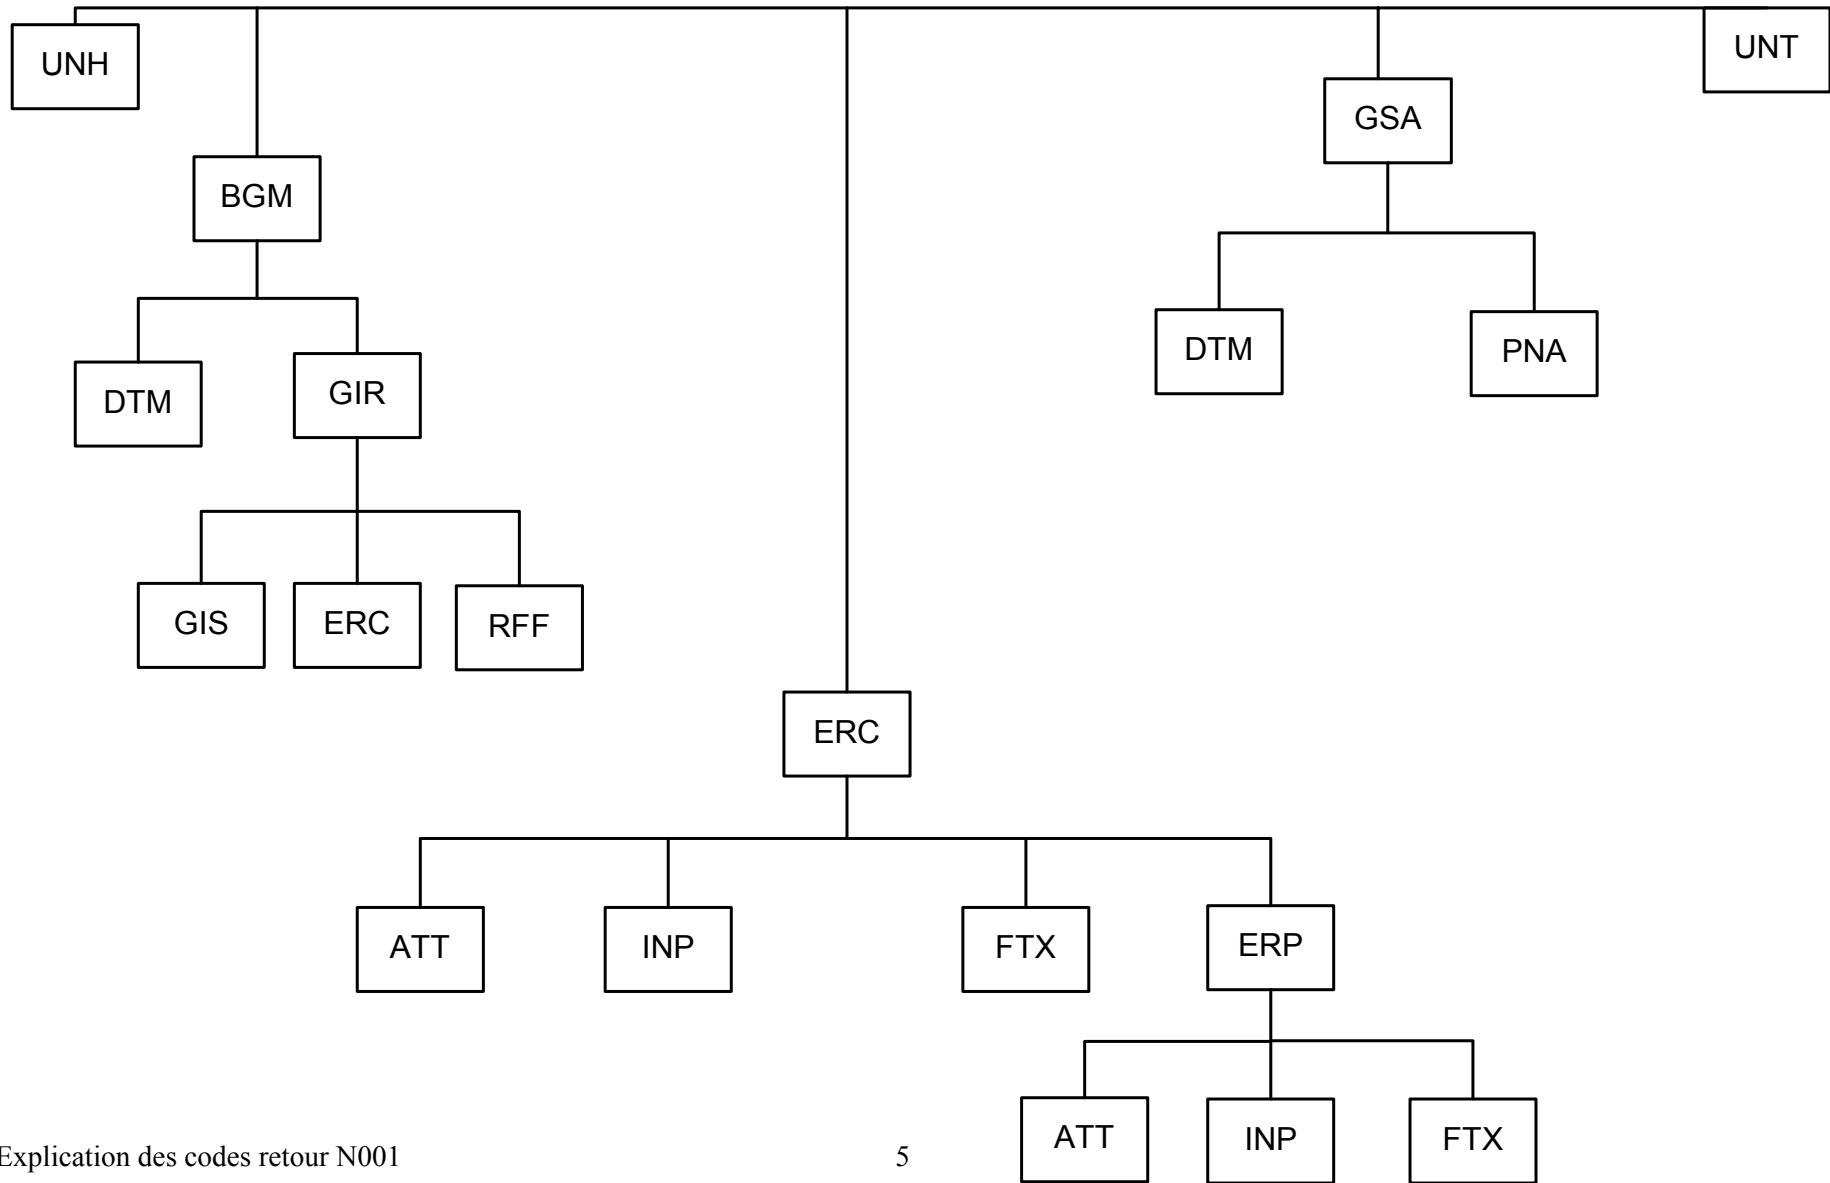 UNH
UNT
GSA
BGM
DTM
PNA
DTM
GIR
GIS
ERC
RFF
ERC
ATT
INP
FTX
ERP
ATT
INP
FTX
Explication des codes retour N001
5